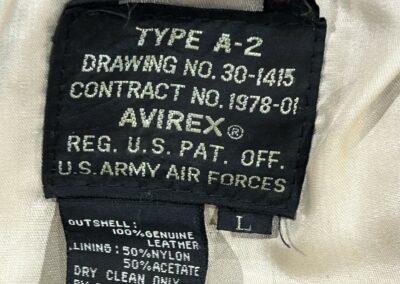 TYPE A-2
DRAWING NO. 30-1415
CONTRACT NO. 1978-01
AVIREX®
REG. U.S. PAT. OFF.
U.S. ARMY AIR FORCES
L
OUTSHELL:
100%GENUINE
LEATHER
LINING: 50%NYLON
50%ACETATE
DRY CLEAN ONLY